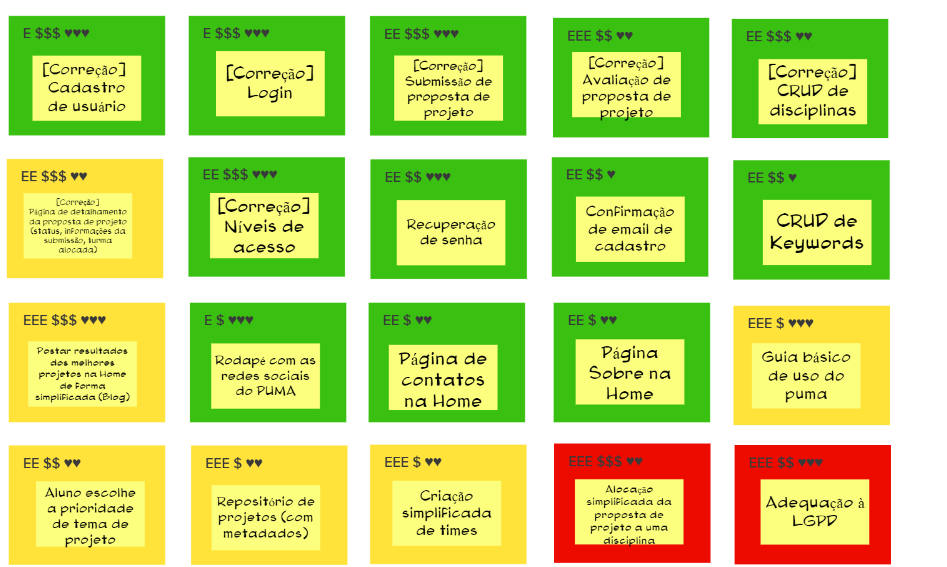 E $$$ ♥♥♥
[Correção]
Cadastro
de usuário
E $$$ ♥♥♥
[Correção]
Login
EE $$$ ♥♥♥
[Correção]
Submissão de
proposta de
projeto
EEE $$ ♥♥
[Correção]
Avaliação de
proposta de
projeto
EE $$$ ♥♥♥
[Correção]
CRUD de
disciplinas
EE $$$ ♥♥
[Correção]
Página de detalhamento
da proposta de projeto
(status, informações da
submissão, turma
alocada)
EE $$$ ♥♥♥
[Correção]
Níveis de
acesso
EE $$ ♥♥♥
Recuperação
de senha
EE $$ ♥
Confirmação
de email de
cadastro
EE $$ ♥
CRUD de
Keywords
EEE $$$ ♥♥♥
Postar resultados
dos melhores
projetos na Home
de forma
simplificada (Blog)
E $ ♥♥♥
Rodapé com as
redes sociais
do PUMA
E $ ♥♥
Página de
contatos
na Home
E $ ♥♥
Página
Sobre na
Home
EEE $ ♥♥♥
Guia básico
de uso do
puma
EE $$ ♥♥
Aluno escolhe
a prioridade
de tema de
projeto
EEE $ ♥♥
Repositório de
projetos (com
metadados)
EEE $ ♥♥
Criação
simplificada
de times
EEE $$$ ♥♥
Alocação
simplificada da
proposta de
projeto a uma
disciplina
EEE $$ ♥♥♥
Adequação à
LGPD